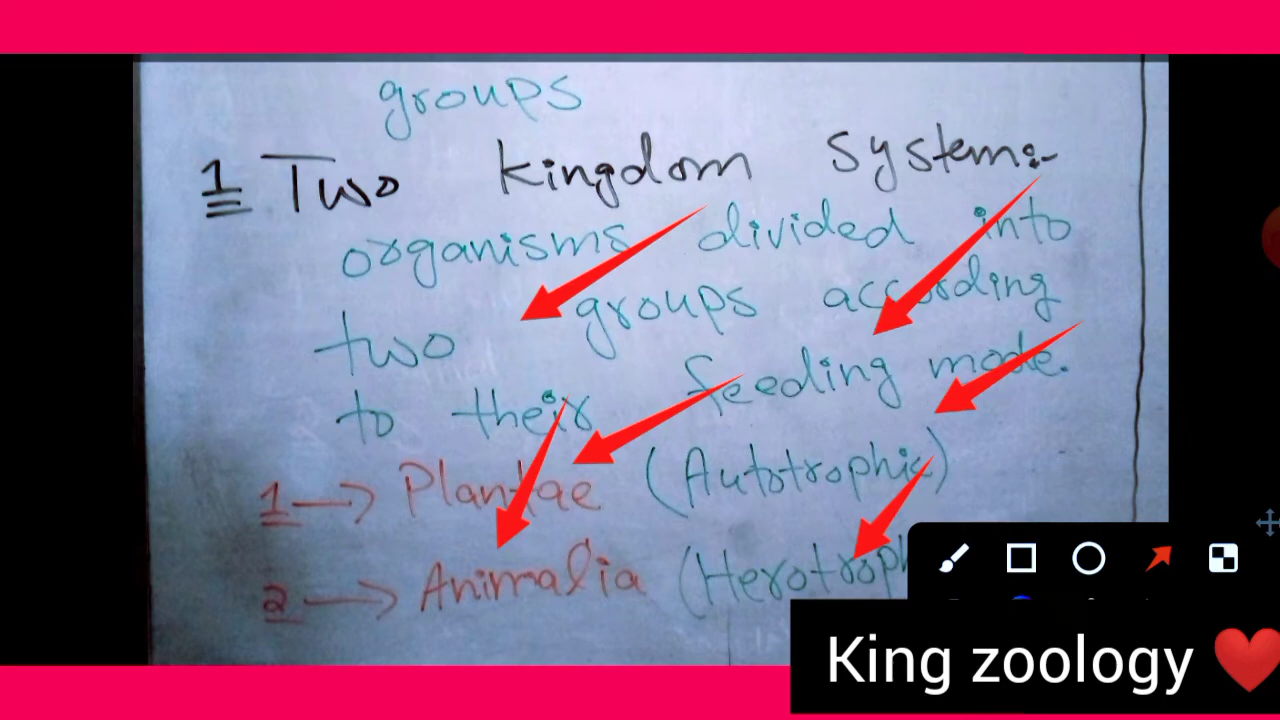 groups
1 Two kingdom system:-
organisms divided into
two groups according
to their feeding mode.
1 → Plantae (Autotrophic)
2 → Animalia (Herotroph
King zoology ❤️